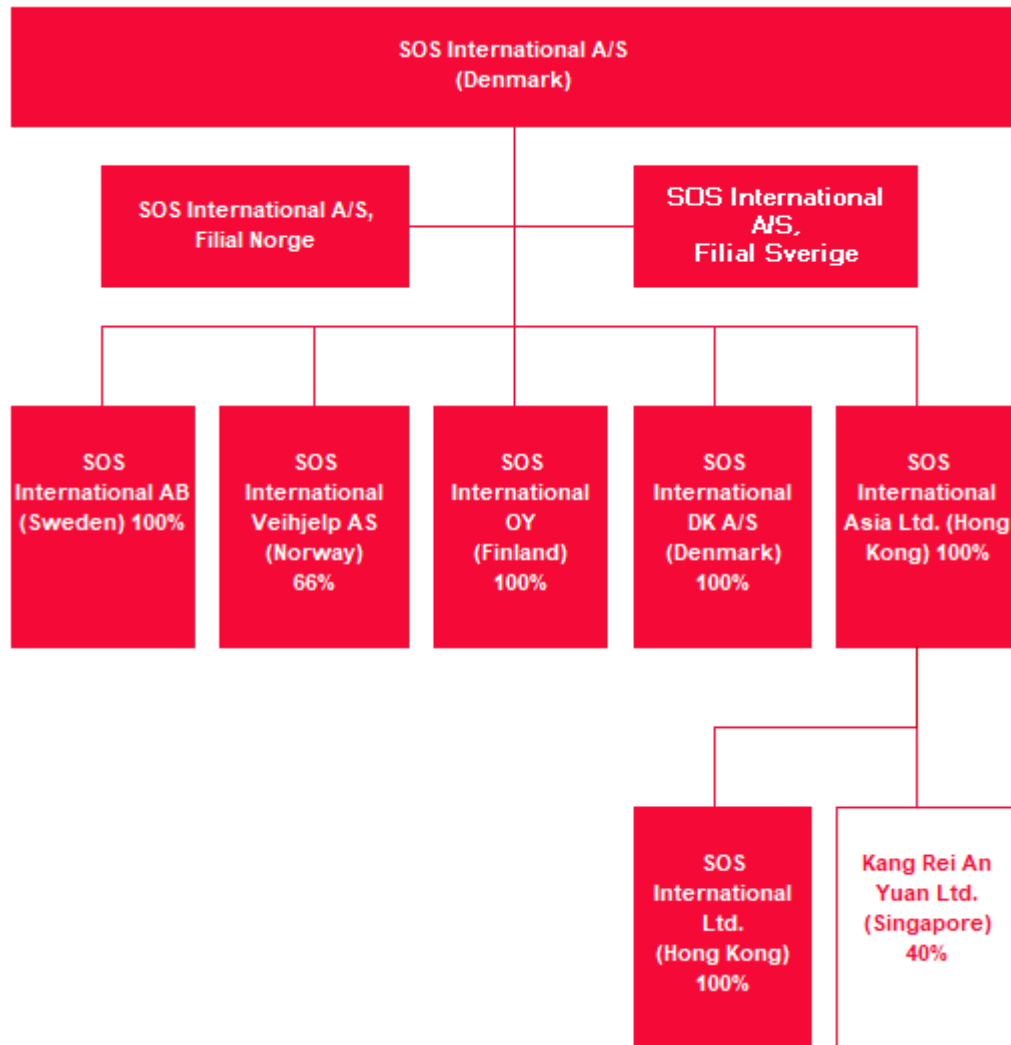 SOS International A/S
(Denmark)
SOS International A/S,
Filial Norge
SOS International
A/S,
Filial Sverige
SOS
International AB
(Sweden) 100%
SOS
International
Veihjelp AS
(Norway)
66%
SOS
International
OY
(Finland)
100%
SOS
International
DK A/S
(Denmark)
100%
SOS
International
Asia Ltd. (Hong
Kong) 100%
SOS
International
Ltd.
(Hong Kong)
100%
Kang Rei An
Yuan Ltd.
(Singapore)
40%